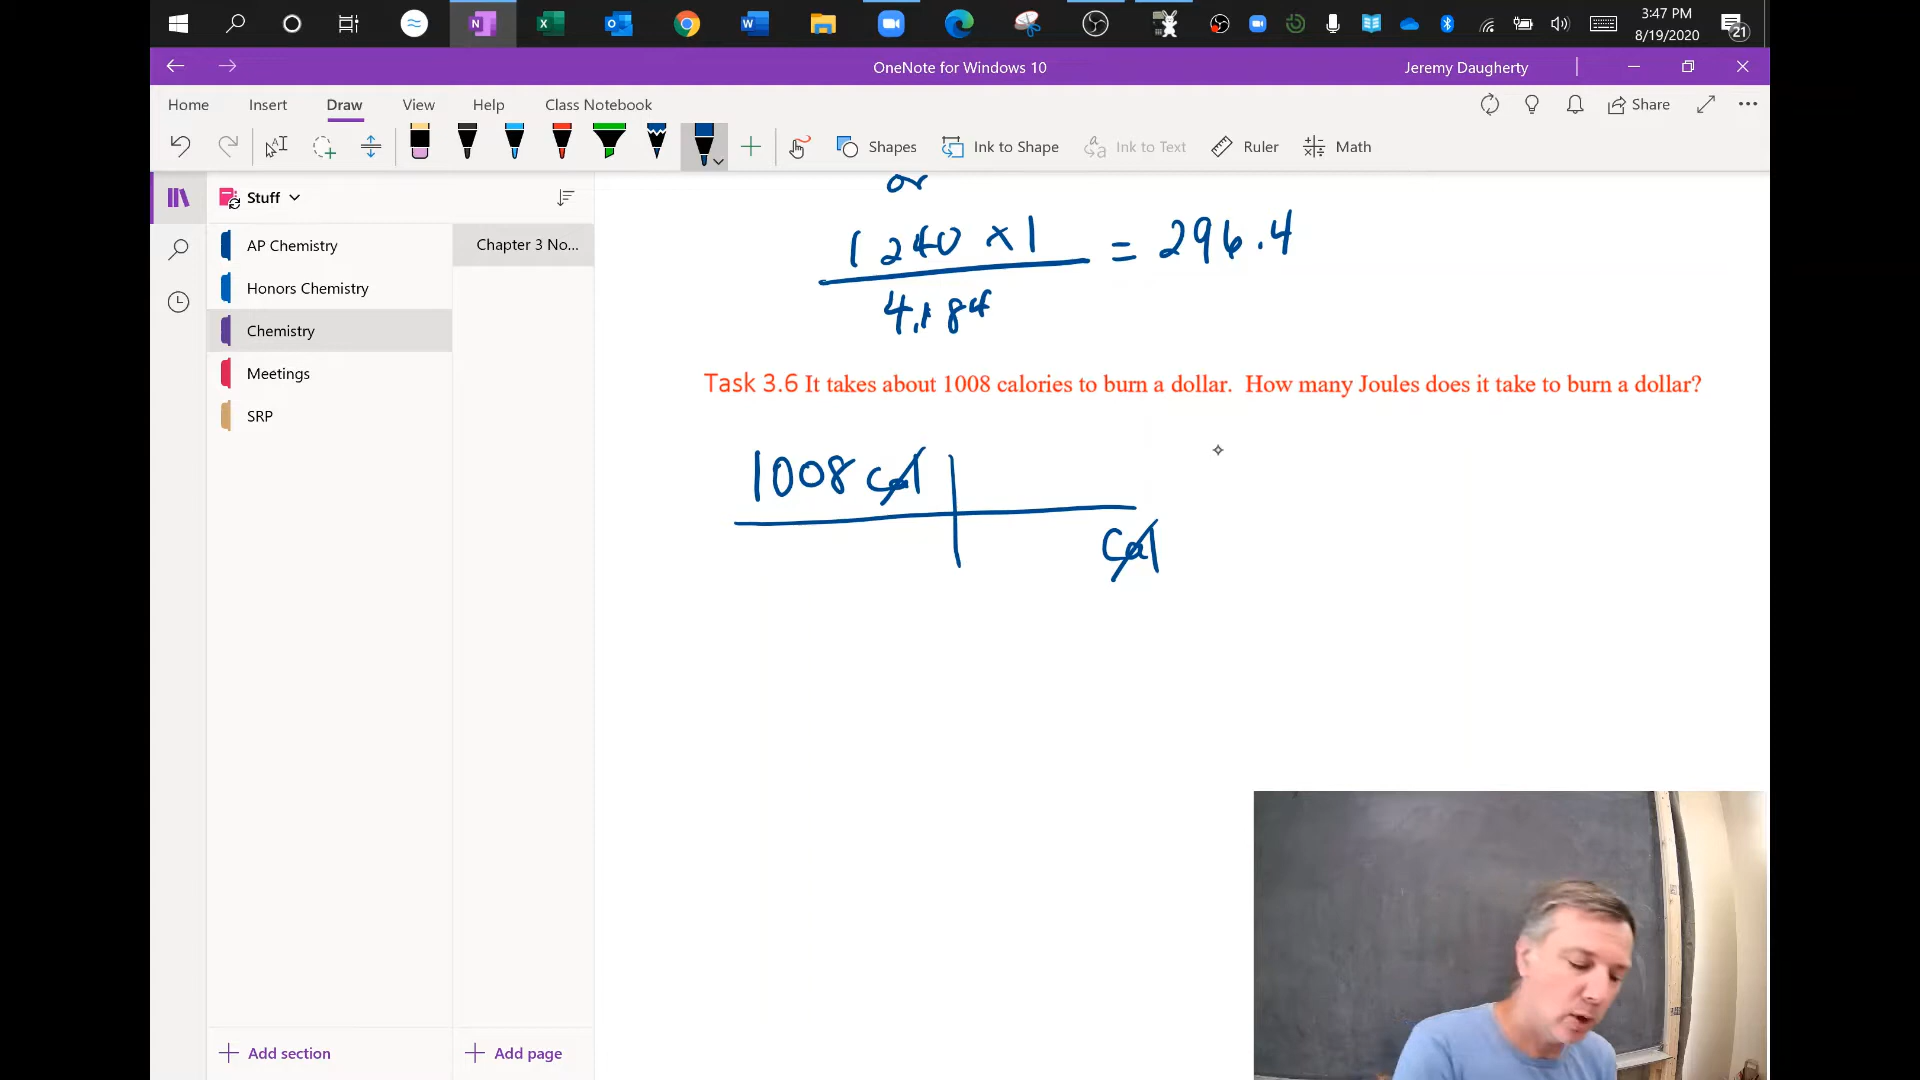 3:47 PM
8/19/2020
21
OneNote for Windows 10
Jeremy Daugherty
Home Insert Draw View Help Class Notebook
Share
Shapes Ink to Shape Ink to Text Ruler Math
Stuff
AP Chemistry
Honors Chemistry
Chemistry
Meetings
SRP
Chapter 3 No...
or
1240 x 1 = 296.4
4.184
Task 3.6 It takes about 1008 calories to burn a dollar. How many Joules does it take to burn a dollar?
1008 cal
cal
Add section
Add page